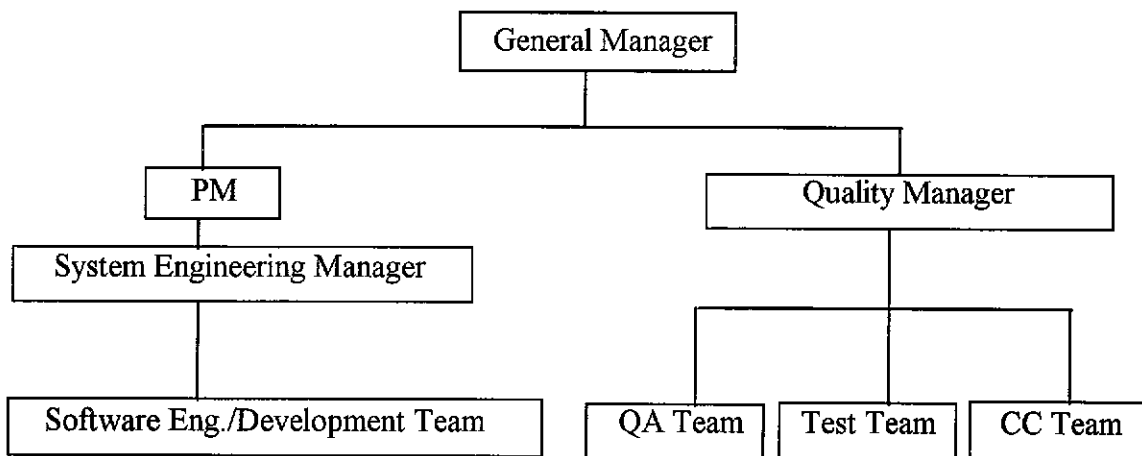 General Manager
PM
Quality Manager
System Engineering Manager
Software Eng./Development Team
QA Team
Test Team
CC Team